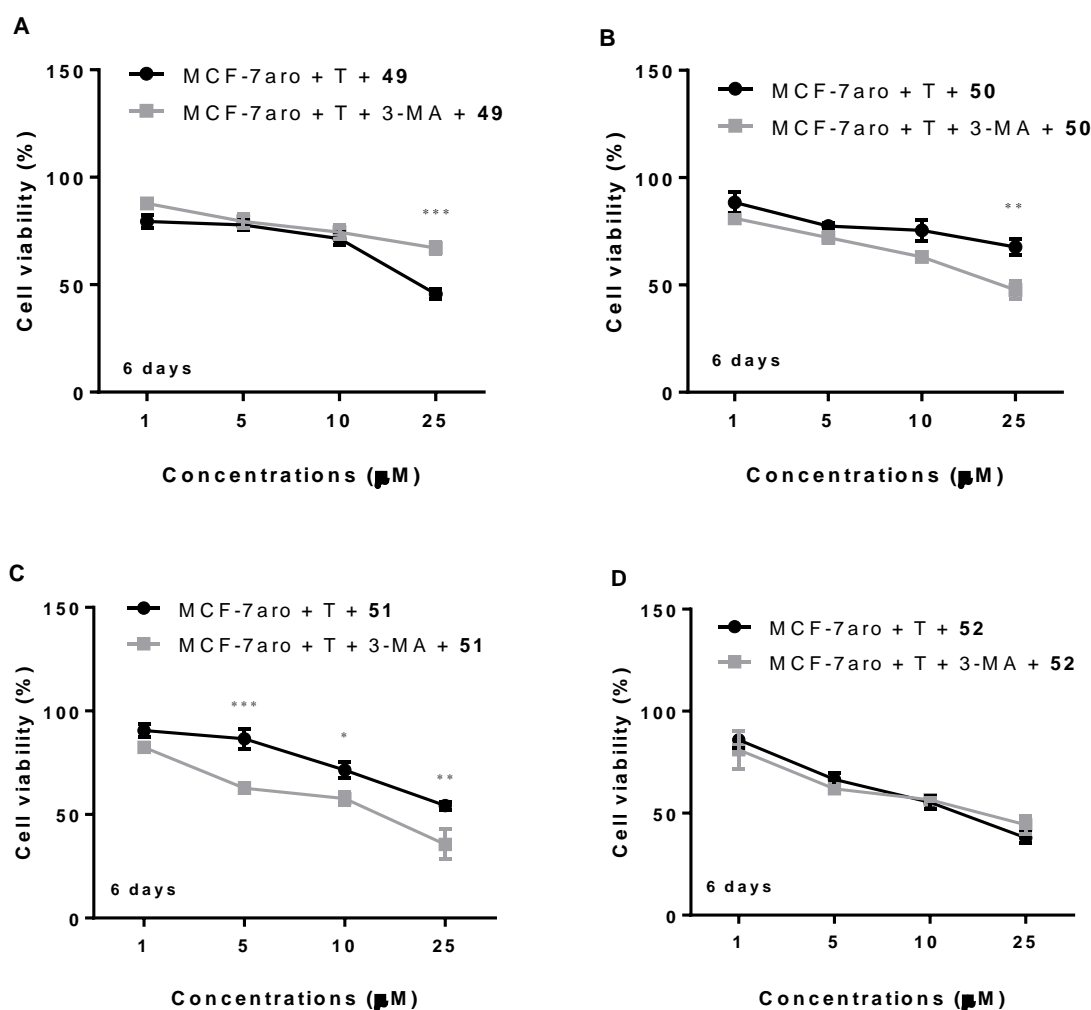 A
MCF-7aro + T + 49
MCF-7aro + T + 3-MA + 49
Cell viability (%)
150
100
50
0
***
6 days
1 5 10 25
Concentrations (μM)
B
MCF-7aro + T + 50
MCF-7aro + T + 3-MA + 50
Cell viability (%)
150
100
50
0
**
6 days
1 5 10 25
Concentrations (μM)
C
MCF-7aro + T + 51
MCF-7aro + T + 3-MA + 51
Cell viability (%)
150
100
50
0
***
*
**
6 days
1 5 10 25
Concentrations (μM)
D
MCF-7aro + T + 52
MCF-7aro + T + 3-MA + 52
Cell viability (%)
150
100
50
0
6 days
1 5 10 25
Concentrations (μM)